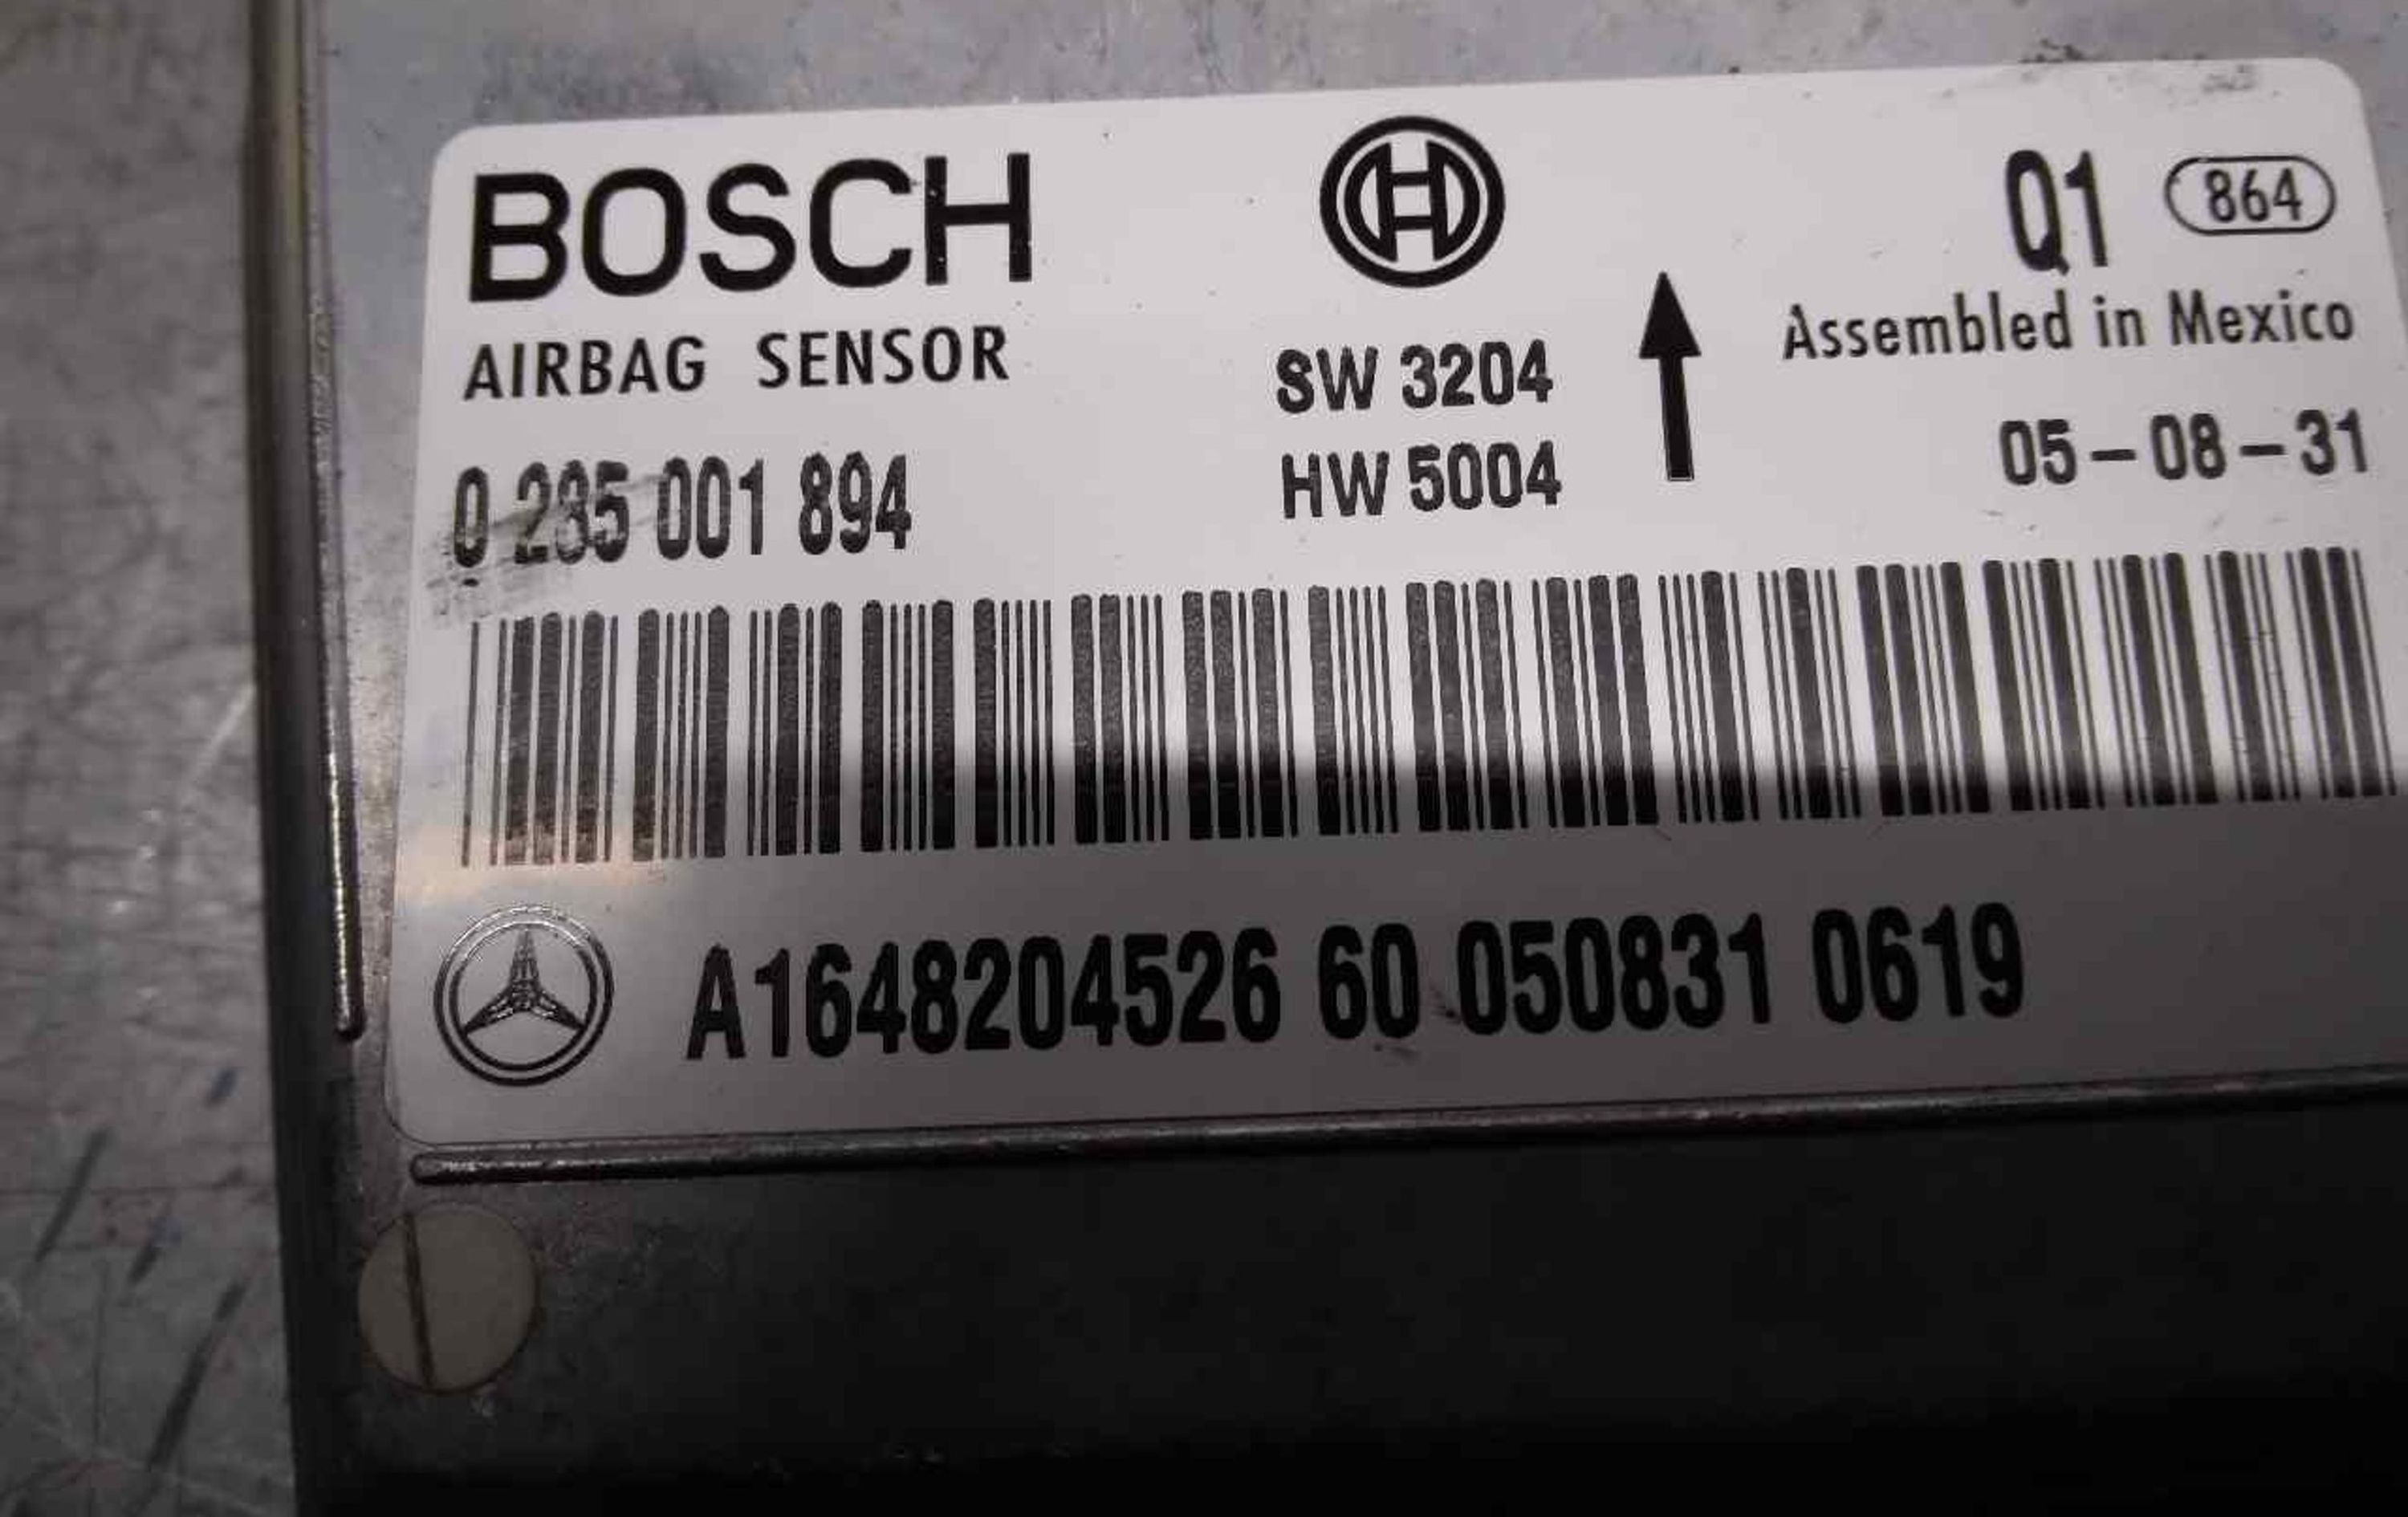 BOSCH
Q1 864
AIRBAG SENSOR
SW 3204
Assembled in Mexico
0 285 001 894
HW 5004
05-08-31
A1648204526 60 050831 0619